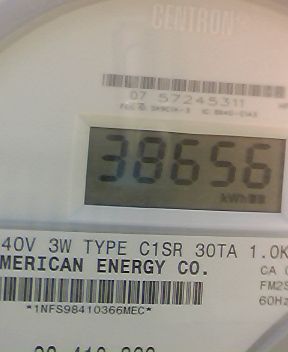 CENTRON
07 57245311
38656
kWh
40V 3W TYPE C1SR 30TA 1.0K
MERICAN ENERGY CO.
CA
FM2S
60Hz
*1NFS98410366MEC*